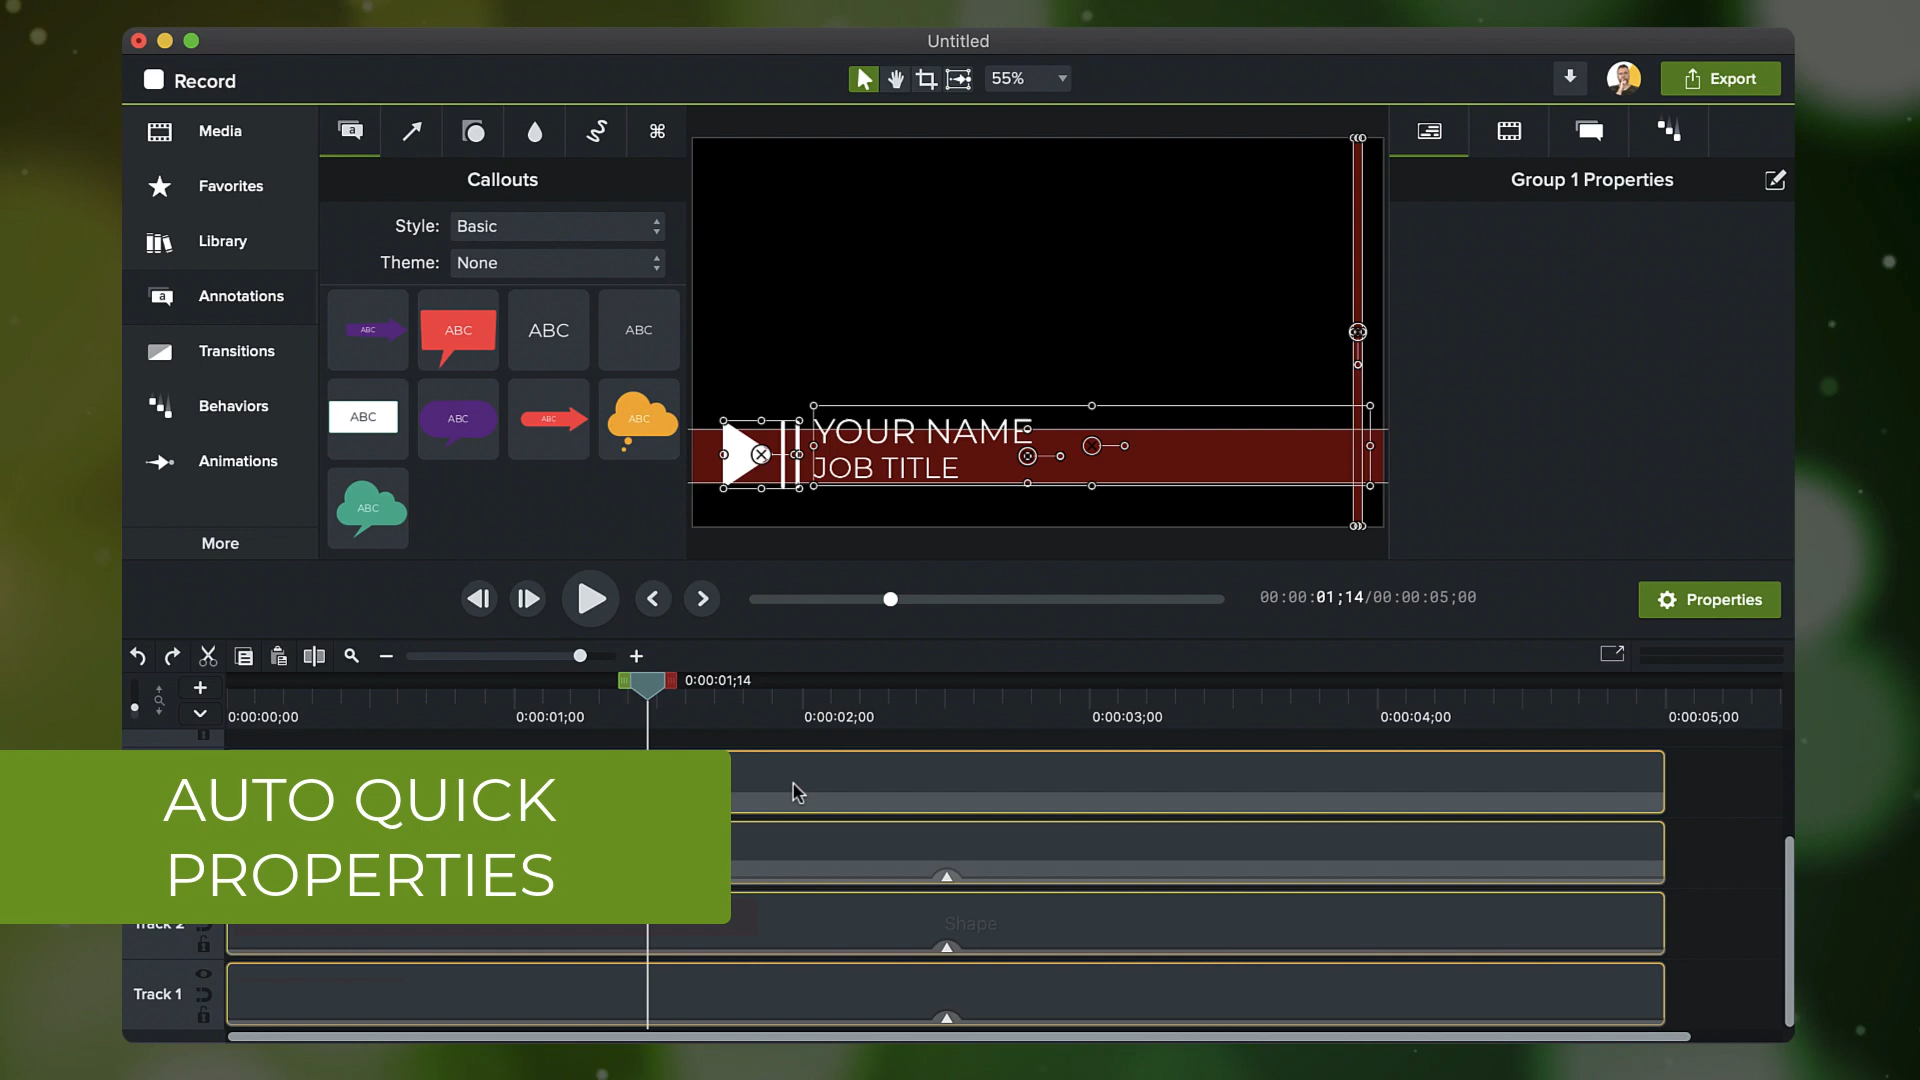 Untitled
Record
55%
Export
Media
Favorites
Library
Annotations
Transitions
Behaviors
Animations
More
Callouts
Style: Basic
Theme: None
ABC
ABC
ABC
ABC
ABC
ABC
ABC
ABC
ABC
YOUR NAME
JOB TITLE
Group 1 Properties
00:00:01;14/00:00:05;00
Properties
0:00:01;14
0:00:00;00
0:00:01;00
0:00:02;00
0:00:03;00
0:00:04;00
0:00:05;00
AUTO QUICK
PROPERTIES
Track 2
Shape
Track 1